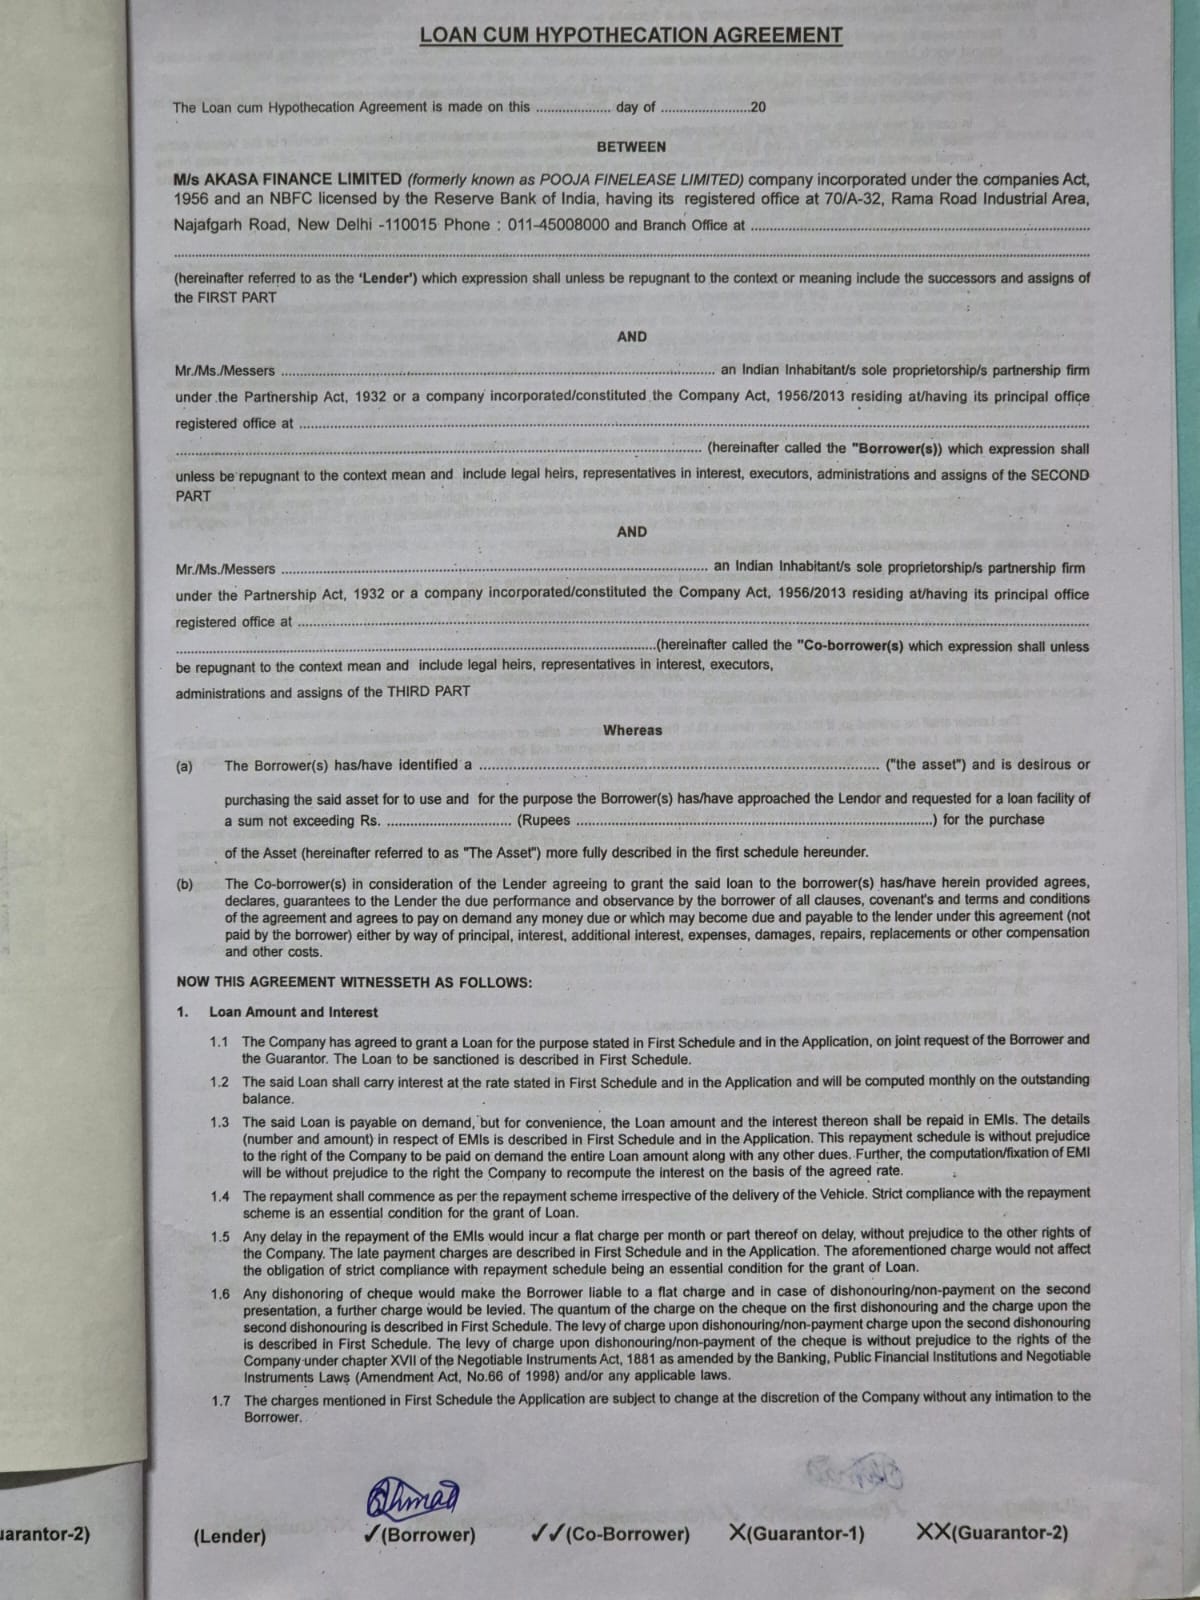 LOAN CUM HYPOTHECATION AGREEMENT
The Loan cum Hypothecation Agreement is made on this ................... day of .......................20
BETWEEN
M/s AKASA FINANCE LIMITED (formerly known as POOJA FINELEASE LIMITED) company incorporated under the companies Act,
1956 and an NBFC licensed by the Reserve Bank of India, having its registered office at 70/A-32, Rama Road Industrial Area,
Najafgarh Road, New Delhi -110015 Phone : 011-45008000 and Branch Office at ........................................
........................................
(hereinafter referred to as the 'Lender') which expression shall unless be repugnant to the context or meaning include the successors and assigns of
the FIRST PART
AND
Mr./Ms./Messers ........................................ an Indian Inhabitant/s sole proprietorship/s partnership firm
under the Partnership Act, 1932 or a company incorporated/constituted the Company Act, 1956/2013 residing at/having its principal office
registered office at ........................................
........................................ (hereinafter called the "Borrower(s)) which expression shall
unless be repugnant to the context mean and include legal heirs, representatives in interest, executors, administrations and assigns of the SECOND
PART
AND
Mr./Ms./Messers ........................................ an Indian Inhabitant/s sole proprietorship/s partnership firm
under the Partnership Act, 1932 or a company incorporated/constituted the Company Act, 1956/2013 residing at/having its principal office
registered office at ........................................
........................................(hereinafter called the "Co-borrower(s) which expression shall unless
be repugnant to the context mean and include legal heirs, representatives in interest, executors,
administrations and assigns of the THIRD PART
Whereas
(a) The Borrower(s) has/have identified a ........................................ ("the asset") and is desirous or
purchasing the said asset for to use and for the purpose the Borrower(s) has/have approached the Lendor and requested for a loan facility of
a sum not exceeding Rs. ................................ (Rupees ........................................) for the purchase
of the Asset (hereinafter referred to as "The Asset") more fully described in the first schedule hereunder.
(b) The Co-borrower(s) in consideration of the Lender agreeing to grant the said loan to the borrower(s) has/have herein provided agrees,
declares, guarantees to the Lender the due performance and observance by the borrower of all clauses, covenant's and terms and conditions
of the agreement and agrees to pay on demand any money due or which may become due and payable to the lender under this agreement (not
paid by the borrower) either by way of principal, interest, additional interest, expenses, damages, repairs, replacements or other compensation
and other costs.
NOW THIS AGREEMENT WITNESSETH AS FOLLOWS:
1. Loan Amount and Interest
1.1 The Company has agreed to grant a Loan for the purpose stated in First Schedule and in the Application, on joint request of the Borrower and
the Guarantor. The Loan to be sanctioned is described in First Schedule.
1.2 The said Loan shall carry interest at the rate stated in First Schedule and in the Application and will be computed monthly on the outstanding
balance.
1.3 The said Loan is payable on demand, but for convenience, the Loan amount and the interest thereon shall be repaid in EMIs. The details
(number and amount) in respect of EMIs is described in First Schedule and in the Application. This repayment schedule is without prejudice
to the right of the Company to be paid on demand the entire Loan amount along with any other dues. Further, the computation/fixation of EMI
will be without prejudice to the right the Company to recompute the interest on the basis of the agreed rate.
1.4 The repayment shall commence as per the repayment scheme irrespective of the delivery of the Vehicle. Strict compliance with the repayment
scheme is an essential condition for the grant of Loan.
1.5 Any delay in the repayment of the EMIs would incur a flat charge per month or part thereof on delay, without prejudice to the other rights of
the Company. The late payment charges are described in First Schedule and in the Application. The aforementioned charge would not affect
the obligation of strict compliance with repayment schedule being an essential condition for the grant of Loan.
1.6 Any dishonoring of cheque would make the Borrower liable to a flat charge and in case of dishonouring/non-payment on the second
presentation, a further charge would be levied. The quantum of the charge on the cheque on the first dishonouring and the charge upon the
second dishonouring is described in First Schedule. The levy of charge upon dishonouring/non-payment charge upon the second dishonouring
is described in First Schedule. The levy of charge upon dishonouring/non-payment of the cheque is without prejudice to the rights of the
Company under chapter XVII of the Negotiable Instruments Act, 1881 as amended by the Banking, Public Financial Institutions and Negotiable
Instruments Laws (Amendment Act, No.66 of 1998) and/or any applicable laws.
1.7 The charges mentioned in First Schedule the Application are subject to change at the discretion of the Company without any intimation to the
Borrower.
uarantor-2) (Lender) ✓(Borrower) ✓✓(Co-Borrower) X(Guarantor-1) XX(Guarantor-2)